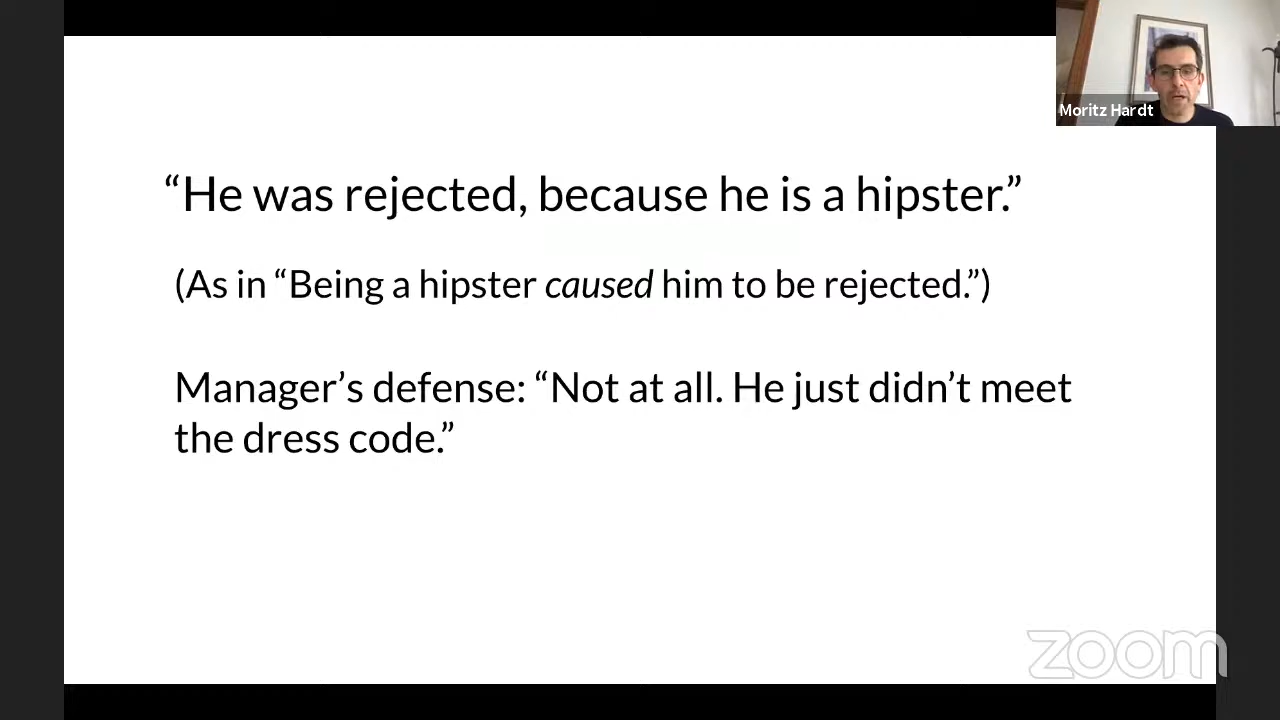 Moritz Hardt
“He was rejected, because he is a hipster.”
(As in “Being a hipster caused him to be rejected.”)
Manager’s defense: “Not at all. He just didn’t meet
the dress code.”
zoom